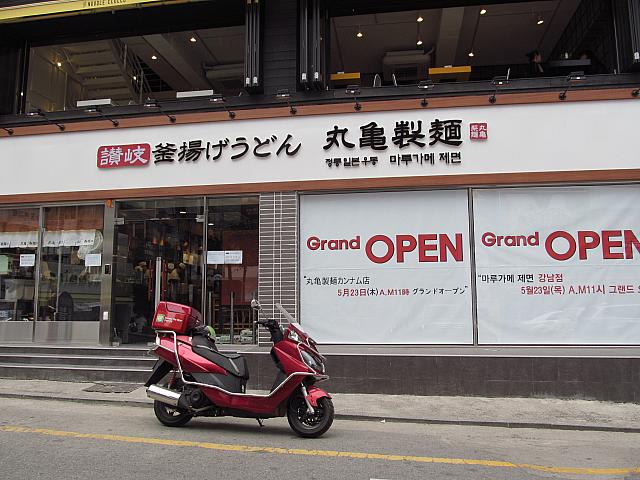 讃岐 釜揚げうどん 丸亀製麺 丸亀製麺
정통일본우동 마루가메 제면
Grand OPEN
"丸亀製麺カンナム店
5月23日(木) A.M11時 グランドオープン"
Grand OPEN
"마루가메 제면 강남점
5월23일(목) A.M11시 그랜드